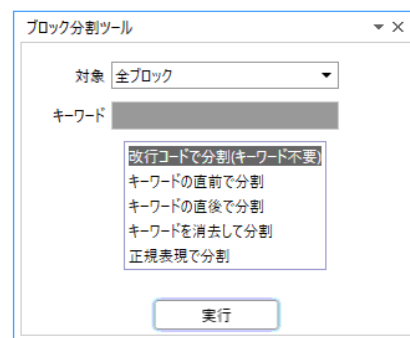 ブロック分割ツール
対象 全ブロック
キーワード
改行コードで分割(キーワード不要)
キーワードの直前で分割
キーワードの直後で分割
キーワードを消去して分割
正規表現で分割
実行